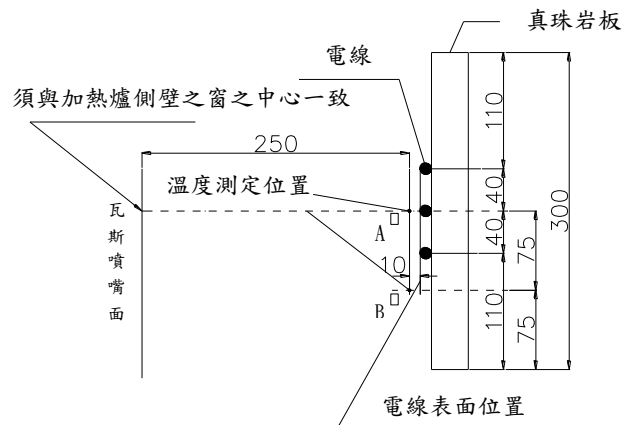 真珠岩板
電線
須與加熱爐側壁之窗之中心一致
250
110
溫度測定位置
40
瓦斯噴嘴面
A
300
40
75
10
B
110
75
電線表面位置